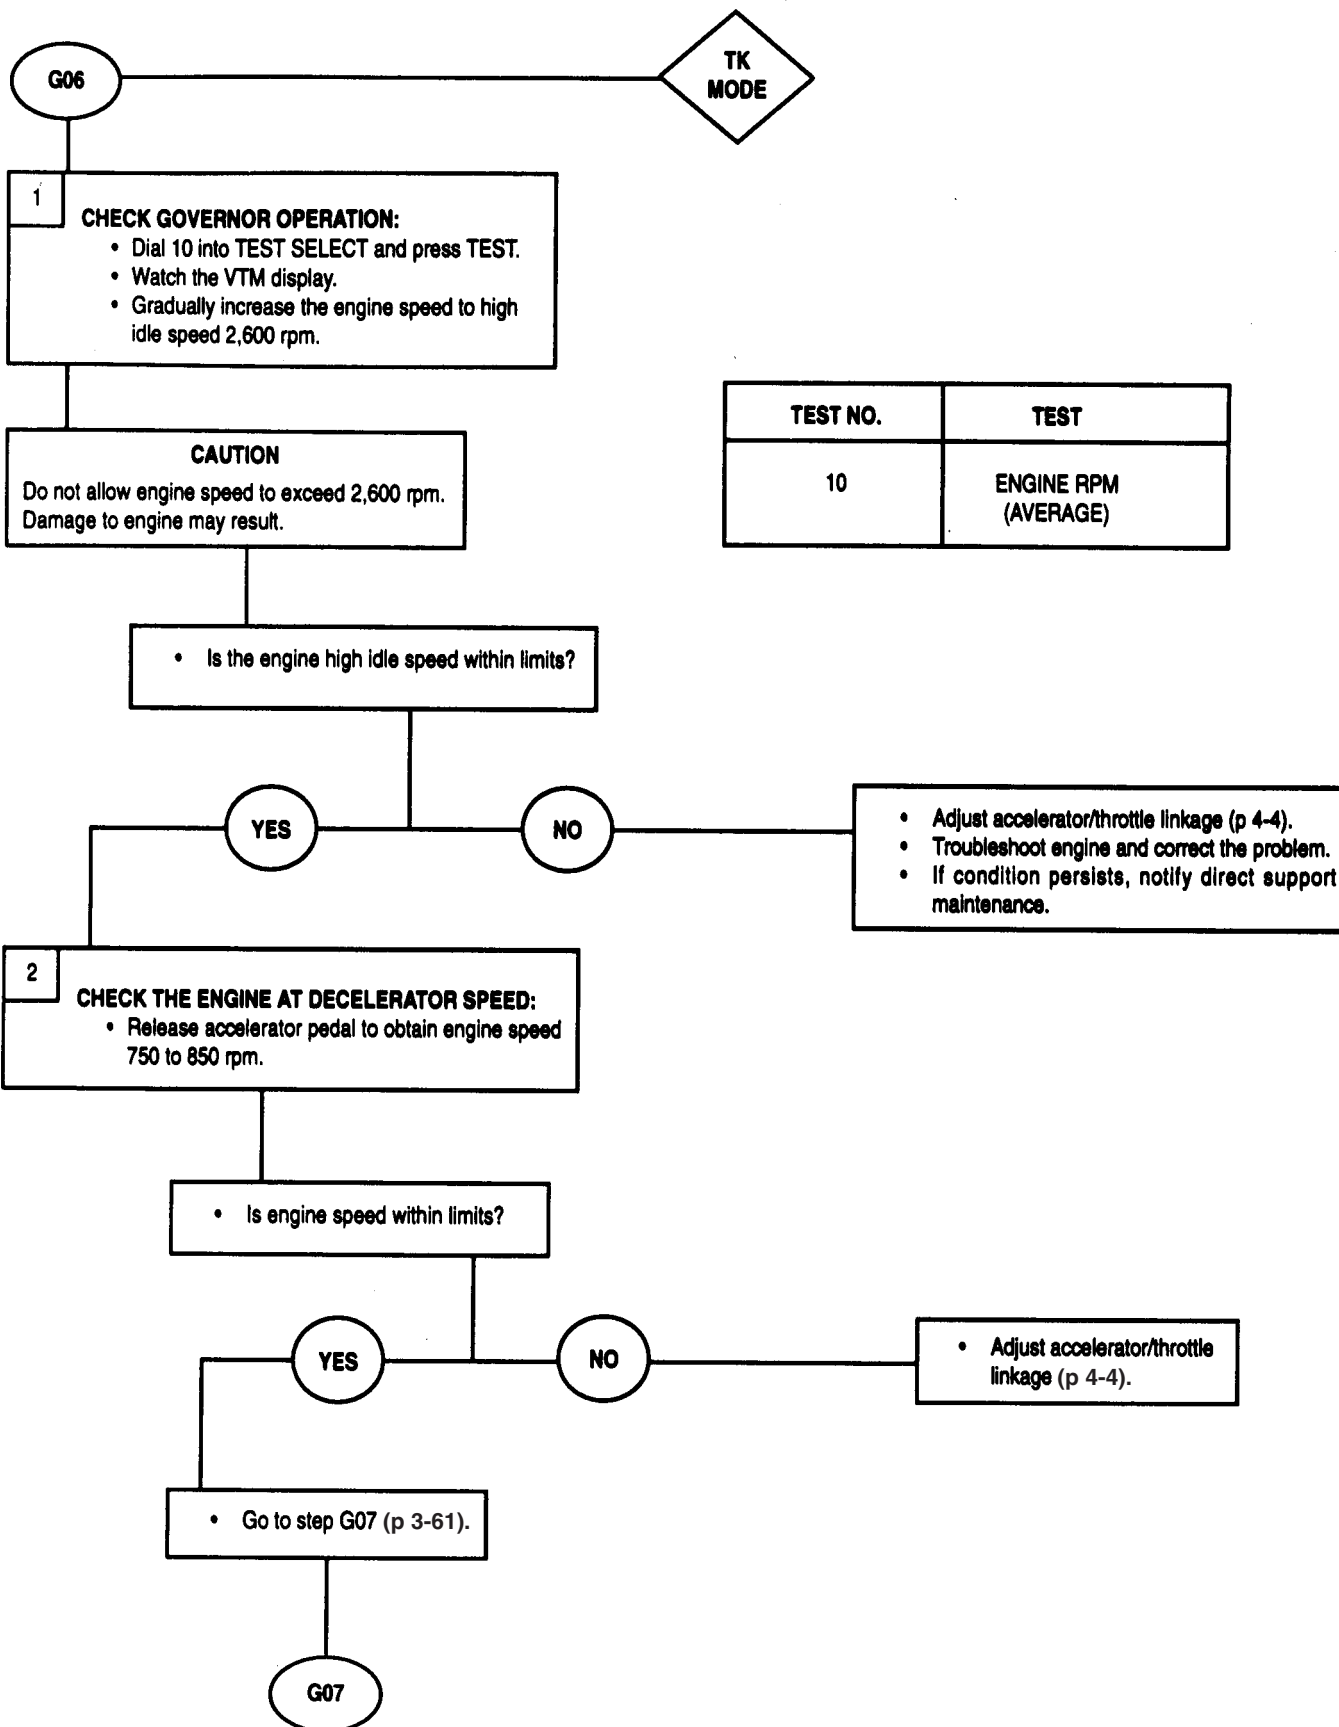 G06
TK
MODE
1
CHECK GOVERNOR OPERATION:
• Dial 10 into TEST SELECT and press TEST.
• Watch the VTM display.
• Gradually increase the engine speed to high
idle speed 2,600 rpm.
CAUTION
Do not allow engine speed to exceed 2,600 rpm.
Damage to engine may result.
TEST NO. TEST
10 ENGINE RPM
(AVERAGE)
• Is the engine high idle speed within limits?
YES
NO
• Adjust accelerator/throttle linkage (p 4-4).
• Troubleshoot engine and correct the problem.
• If condition persists, notify direct support
maintenance.
2
CHECK THE ENGINE AT DECELERATOR SPEED:
• Release accelerator pedal to obtain engine speed
750 to 850 rpm.
• Is engine speed within limits?
YES
NO
• Adjust accelerator/throttle
linkage (p 4-4).
• Go to step G07 (p 3-61).
G07